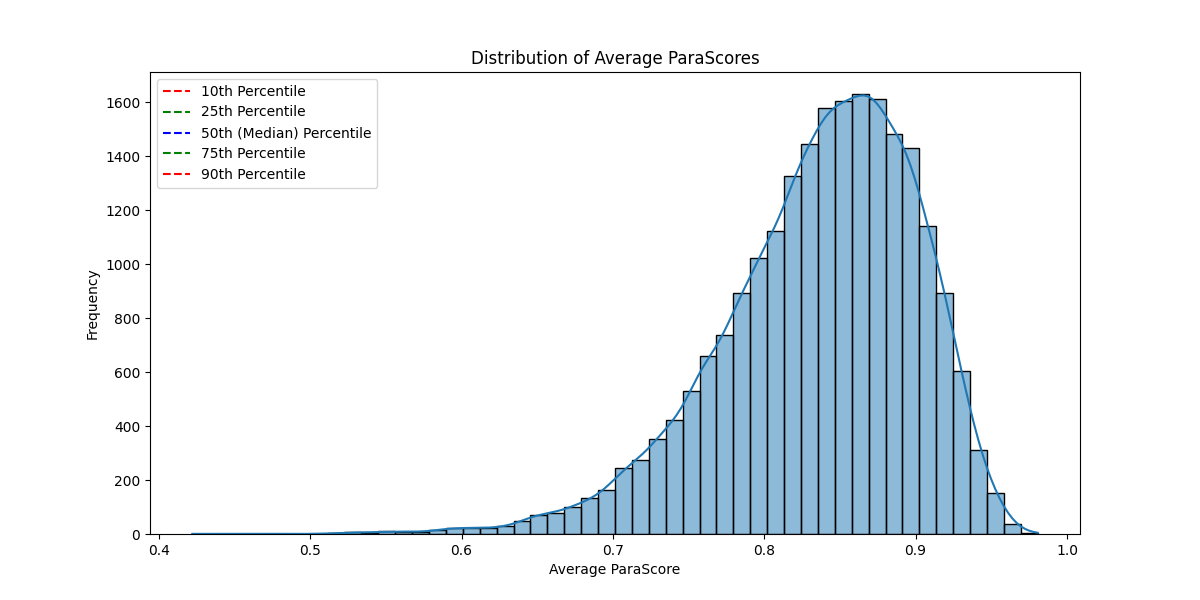 Distribution of Average ParaScores
10th Percentile
25th Percentile
50th (Median) Percentile
75th Percentile
90th Percentile
1600
1400
1200
1000
800
600
400
200
0
Frequency
0.4 0.5 0.6 0.7 0.8 0.9 1.0
Average ParaScore